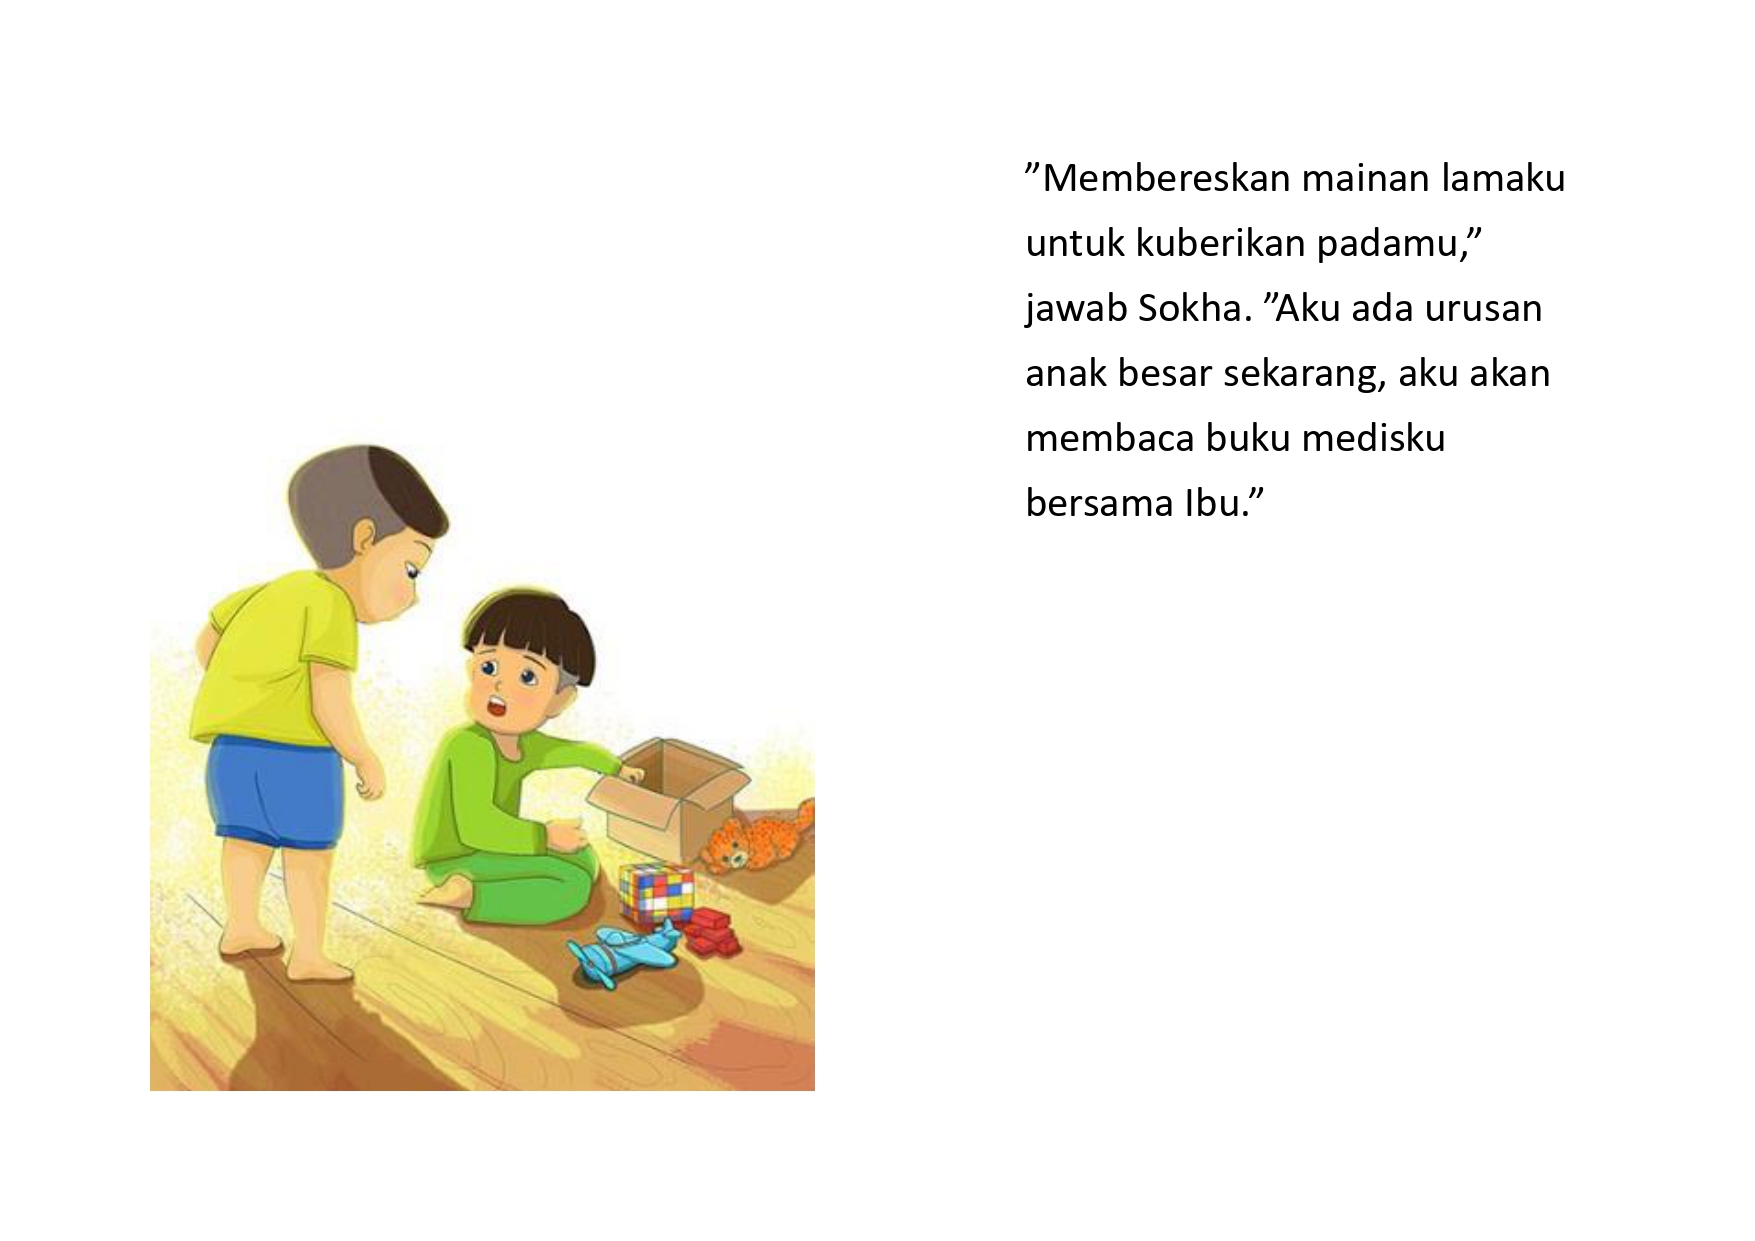 ”Membereskan mainan lamaku
untuk kuberikan padamu,”
jawab Sokha. ”Aku ada urusan
anak besar sekarang, aku akan
membaca buku medisku
bersama Ibu.”